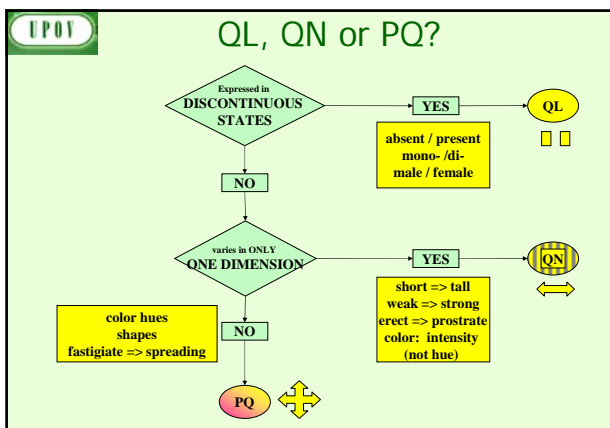 UPOV
QL, QN or PQ?
Expressed in
DISCONTINUOUS
STATES
YES
QL
absent / present
mono- /di-
male / female
NO
varies in ONLY
ONE DIMENSION
YES
QN
short => tall
weak => strong
erect => prostrate
color: intensity
(not hue)
color hues
shapes
fastigiate => spreading
NO
PQ